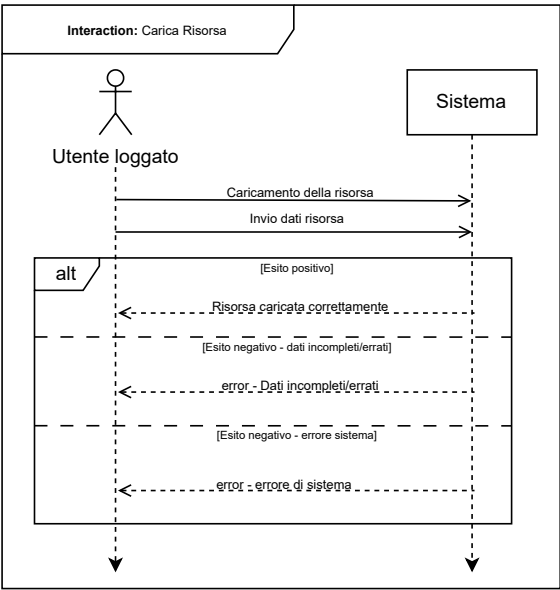 Interaction: Carica Risorsa
Utente loggato
Sistema
Caricamento della risorsa
Invio dati risorsa
alt
[Esito positivo]
Risorsa caricata correttamente
[Esito negativo - dati incompleti/errati]
error - Dati incompleti/errati
[Esito negativo - errore sistema]
error - errore di sistema